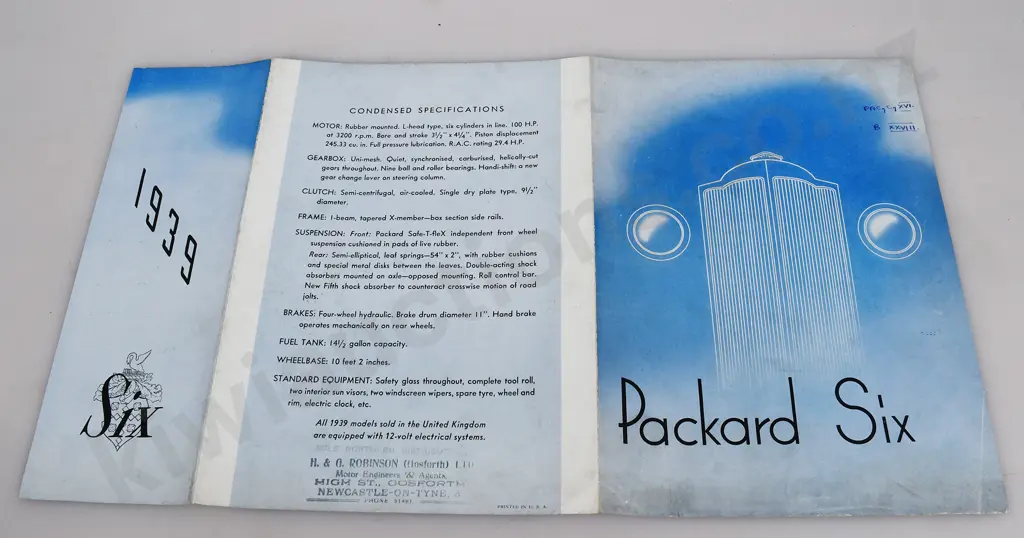 1939
Six
CONDENSED SPECIFICATIONS
MOTOR: Rubber mounted. L-head type, six cylinders in line. 100 H.P.
at 3200 r.p.m. Bore and stroke 3½" x 4¼". Piston displacement
245.33 cu. in. Full pressure lubrication. R.A.C. rating 29.4 H.P.
GEARBOX: Uni-mesh. Quiet, synchronised, carburised, helically-cut
gears throughout. Nine ball and roller bearings. Handi-shift: a new
gear change lever on steering column.
CLUTCH: Semi-centrifugal, air-cooled, Single dry plate type, 9½"
diameter.
FRAME: I-beam, tapered X-member—box section side rails.
SUSPENSION: Front: Packard Safe-T-fleX independent front wheel
suspension cushioned in pads of live rubber.
Rear: Semi-elliptical, leaf springs—54" x 2", with rubber cushions
and special metal disks between the leaves. Double-acting shock
absorbers mounted on axle—opposed mounting. Roll control bar.
New Fifth shock absorber to counteract crosswise motion of road
jolts.
BRAKES: Four-wheel hydraulic. Brake drum diameter 11". Hand brake
operates mechanically on rear wheels.
FUEL TANK: 14½ gallon capacity.
WHEELBASE: 10 feet 2 inches.
STANDARD EQUIPMENT: Safety glass throughout, complete tool roll,
two interior sun visors, two windscreen wipers, spare tyre, wheel and
rim, electric clock, etc.
All 1939 models sold in the United Kingdom
are equipped with 12-volt electrical systems.
H. & G. ROBINSON (Gosforth) LTD
Motor Engineers & Agents,
HIGH ST., GOSFORTH
NEWCASTLE-ON-TYNE, 3
PRINTED IN U. S. A.
XVI.
B XXVIII.
Packard Six